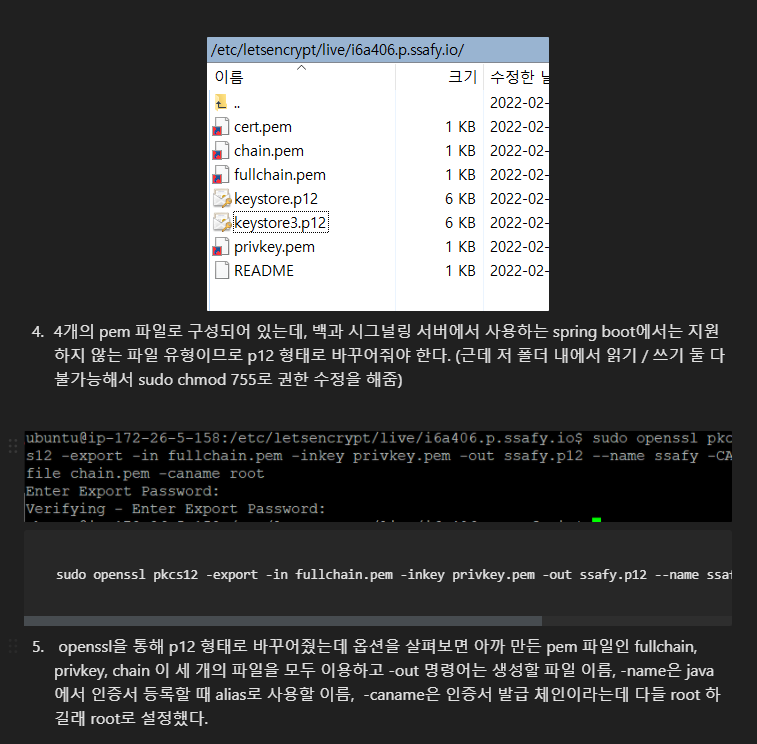 /etc/letsencrypt/live/i6a406.p.ssafy.io/
이름 크기 수정한 날
.. 2022-02-
cert.pem 1 KB 2022-02-
chain.pem 1 KB 2022-02-
fullchain.pem 1 KB 2022-02-
keystore.p12 6 KB 2022-02-
keystore3.p12 6 KB 2022-02-
privkey.pem 1 KB 2022-02-
README 1 KB 2022-02-
4. 4개의 pem 파일로 구성되어 있는데, 백과 시그널링 서버에서 사용하는 spring boot에서는 지원
하지 않는 파일 유형이므로 p12 형태로 바꾸어줘야 한다. (근데 저 폴더 내에서 읽기 / 쓰기 둘 다
불가능해서 sudo chmod 755로 권한 수정을 해줌)
ubuntu@ip-172-26-5-158:/etc/letsencrypt/live/i6a406.p.ssafy.io$ sudo openssl pkc
s12 -export -in fullchain.pem -inkey privkey.pem -out ssafy.p12 --name ssafy -CA
file chain.pem -caname root
Enter Export Password:
Verifying - Enter Export Password:
sudo openssl pkcs12 -export -in fullchain.pem -inkey privkey.pem -out ssafy.p12 --name ssaf
5. openssl을 통해 p12 형태로 바꾸어줬는데 옵션을 살펴보면 아까 만든 pem 파일인 fullchain,
privkey, chain 이 세 개의 파일을 모두 이용하고 -out 명령어는 생성할 파일 이름, -name은 java
에서 인증서 등록할 때 alias로 사용할 이름, -caname은 인증서 발급 체인이라는데 다들 root 하
길래 root로 설정했다.